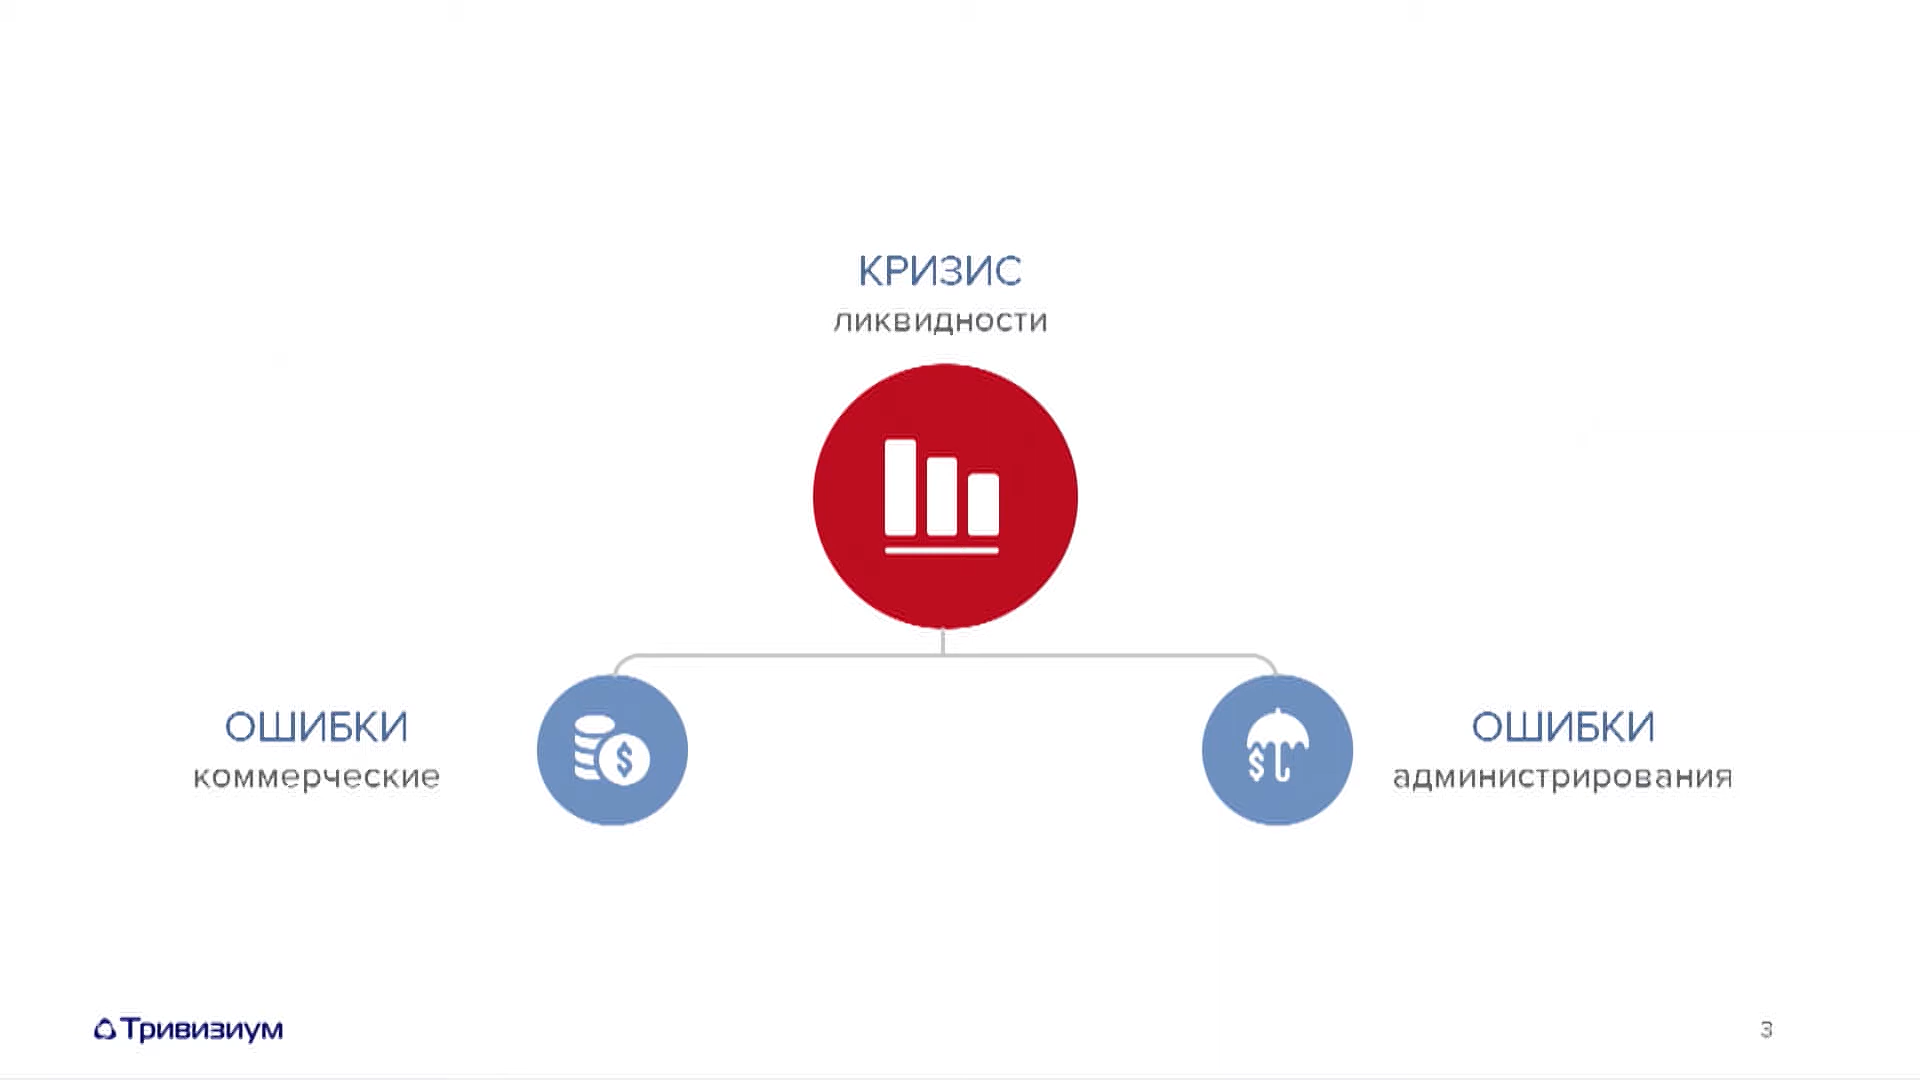 КРИЗИС
ликвидности
$
$
ОШИБКИ
коммерческие
ОШИБКИ
администрирования
Тривизиум
3